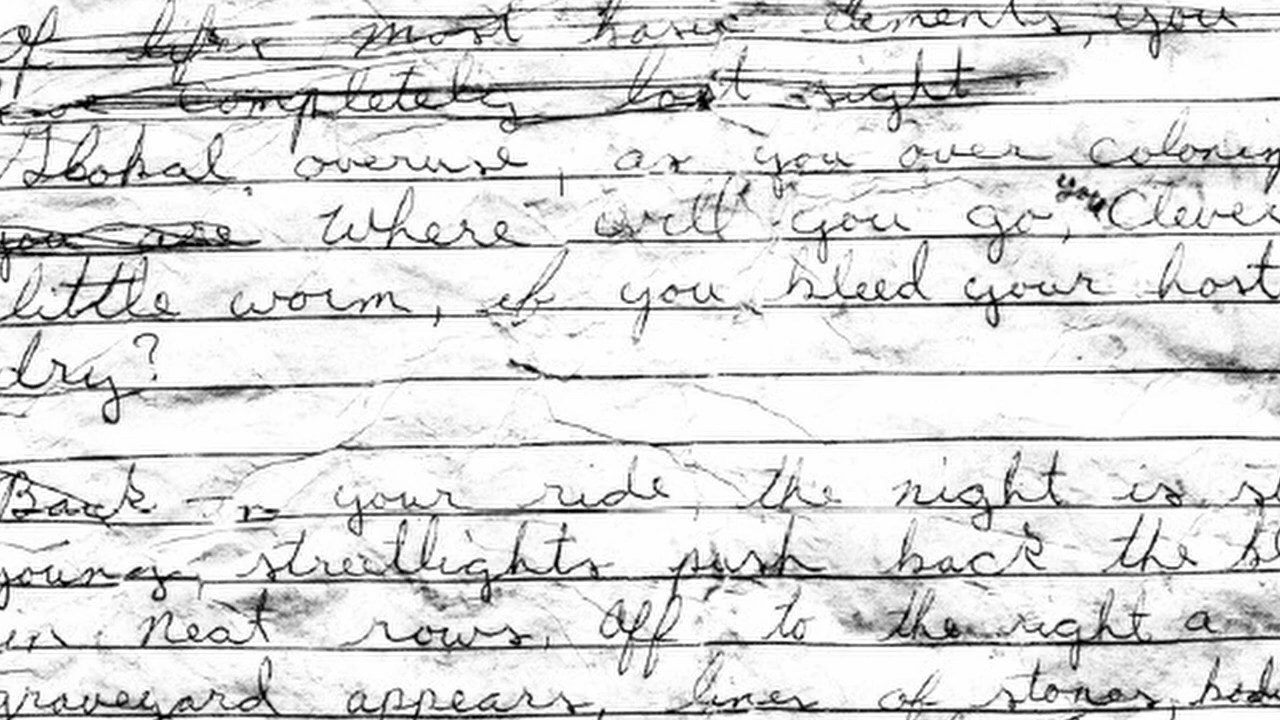 of life's most basic elements, you
have completely lost sight
Global overuse, as you over
you are Where will you go, you Clever
little worm, if you bleed your host
dry?
Back in your ride, the night is
young, streetlights push back the
in neat rows. Off to the right a
graveyard appears, lines of stones,